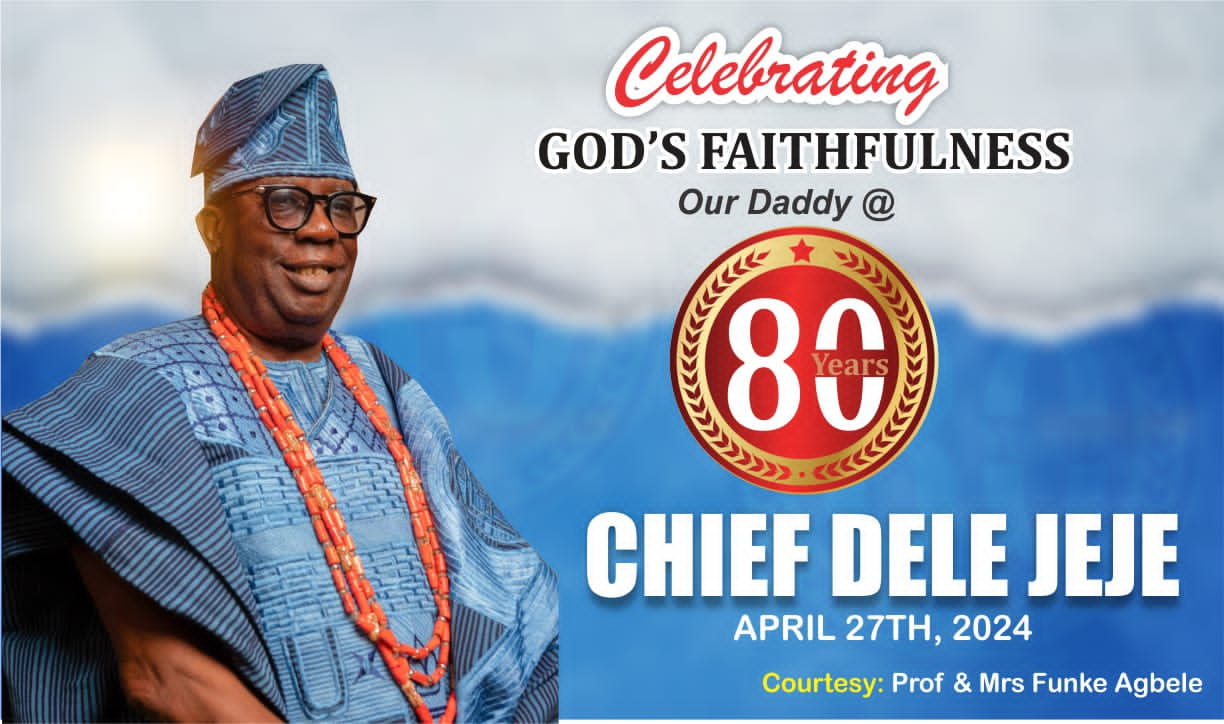 Celebrating
GOD'S FAITHFULNESS
Our Daddy @
80
Years
CHIEF DELE JEJE
APRIL 27TH, 2024
Courtesy: Prof & Mrs Funke Agbele